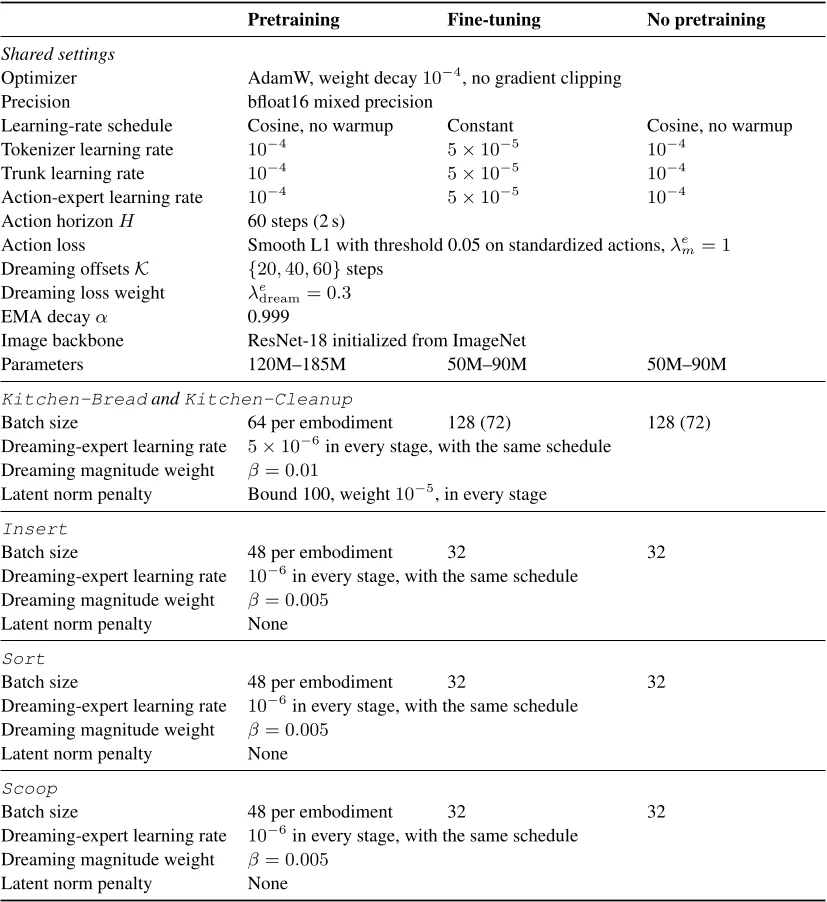 Pretraining Fine-tuning No pretraining
Shared settings
Optimizer AdamW, weight decay 10⁻⁴, no gradient clipping
Precision bfloat16 mixed precision
Learning-rate schedule Cosine, no warmup Constant Cosine, no warmup
Tokenizer learning rate 10⁻⁴ 5 × 10⁻⁵ 10⁻⁴
Trunk learning rate 10⁻⁴ 5 × 10⁻⁵ 10⁻⁴
Action-expert learning rate 10⁻⁴ 5 × 10⁻⁵ 10⁻⁴
Action horizon H 60 steps (2 s)
Action loss Smooth L1 with threshold 0.05 on standardized actions, λᵉₘ = 1
Dreaming offsets K {20, 40, 60} steps
Dreaming loss weight λᵉ_dream = 0.3
EMA decay α 0.999
Image backbone ResNet-18 initialized from ImageNet
Parameters 120M–185M 50M–90M 50M–90M
Kitchen-Bread and Kitchen-Cleanup
Batch size 64 per embodiment 128 (72) 128 (72)
Dreaming-expert learning rate 5 × 10⁻⁶ in every stage, with the same schedule
Dreaming magnitude weight β = 0.01
Latent norm penalty Bound 100, weight 10⁻⁵, in every stage
Insert
Batch size 48 per embodiment 32 32
Dreaming-expert learning rate 10⁻⁶ in every stage, with the same schedule
Dreaming magnitude weight β = 0.005
Latent norm penalty None
Sort
Batch size 48 per embodiment 32 32
Dreaming-expert learning rate 10⁻⁶ in every stage, with the same schedule
Dreaming magnitude weight β = 0.005
Latent norm penalty None
Scoop
Batch size 48 per embodiment 32 32
Dreaming-expert learning rate 10⁻⁶ in every stage, with the same schedule
Dreaming magnitude weight β = 0.005
Latent norm penalty None